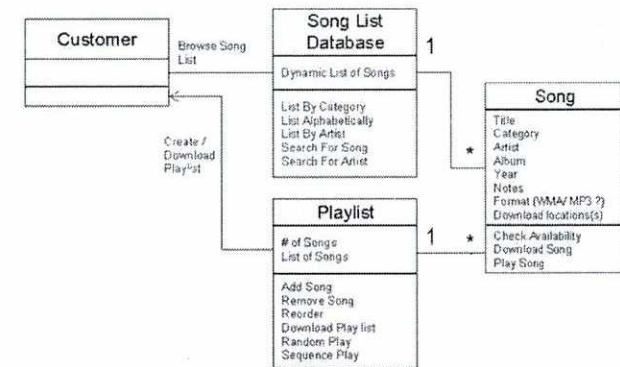 Customer
Browse Song
List
Create /
Download
Playlist
Song List
Database
Dynamic List of Songs
List By Category
List Alphabetically
List By Artist
Search For Song
Search For Artist
1
*
Song
Title
Category
Artist
Album
Year
Notes
Format (WMA/ MP3 ?)
Download locations(s)
Check Availability
Download Song
Play Song
Playlist
# of Songs
List of Songs
Add Song
Remove Song
Reorder
Download Play list
Random Play
Sequence Play
1
*